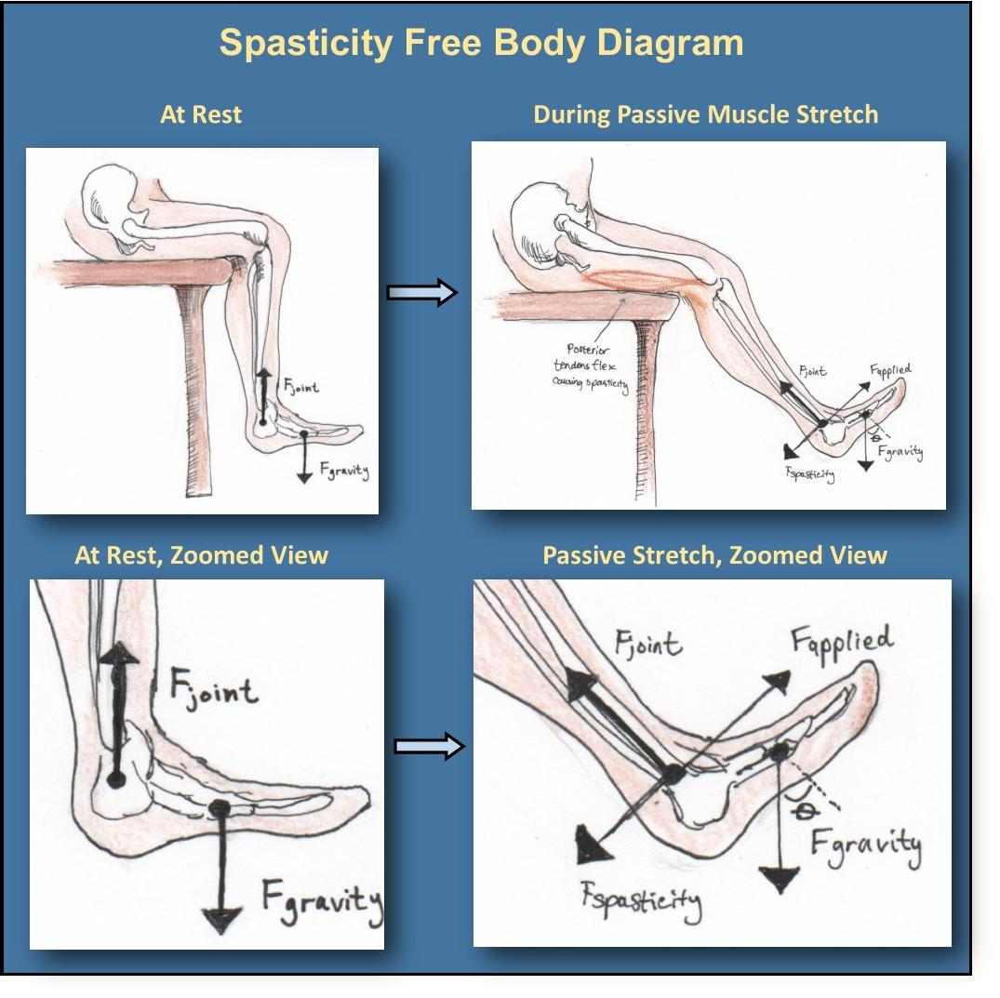 Spasticity Free Body Diagram
At Rest
During Passive Muscle Stretch
Fjoint
Fgravity
Posterior
tendons flex
causing spasticity
Fjoint
Fapplied
θ
Fgravity
Fspasticity
At Rest, Zoomed View
Passive Stretch, Zoomed View
Fjoint
Fgravity
Fjoint
Fapplied
θ
Fgravity
Fspasticity